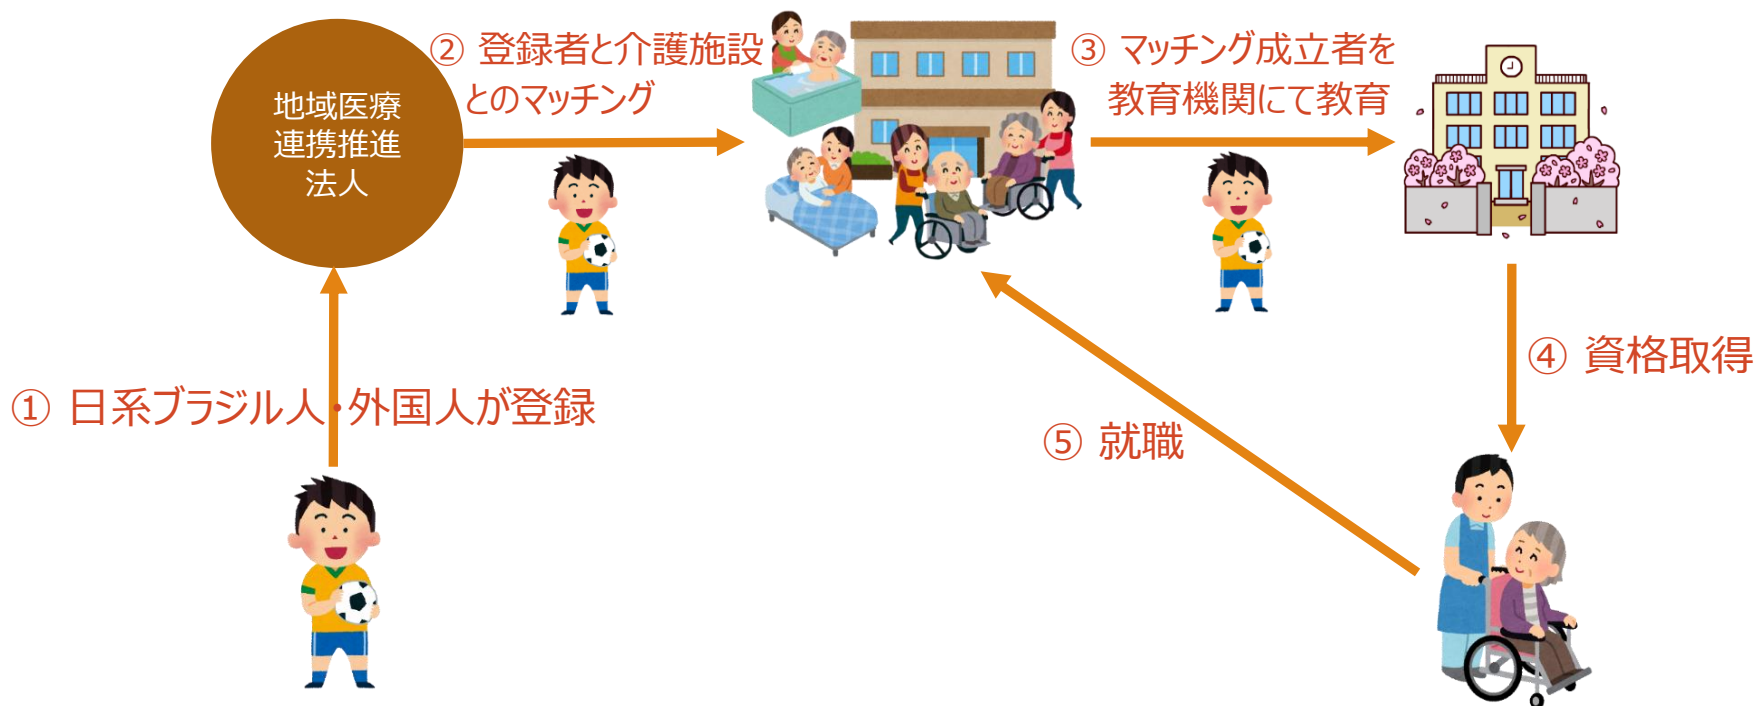 地域医療
連携推進
法人
② 登録者と介護施設
とのマッチング
③ マッチング成立者を
教育機関にて教育
① 日系ブラジル人・外国人が登録
④ 資格取得
⑤ 就職